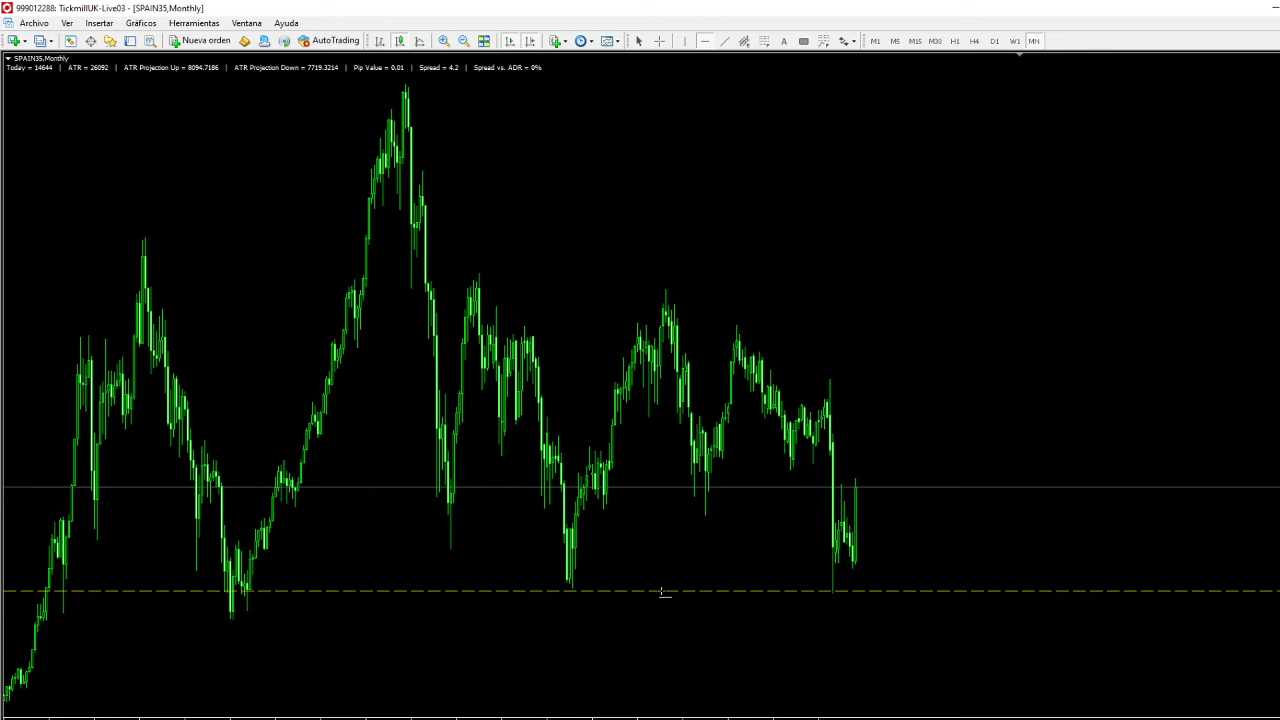 999012288: TickmillUK-Live03 - [SPAIN35,Monthly]
Archivo Ver Insertar Gráficos Herramientas Ventana Ayuda
Nueva orden AutoTrading A M1 M5 M15 M30 H1 H4 D1 W1 MN
SPAIN35,Monthly
Today = 14644 | ATR = 26092 | ATR Projection Up = 8094.7186 | ATR Projection Down = 7719.3214 | Pip Value = 0.01 | Spread = 4.2 | Spread vs. ADR = 0%